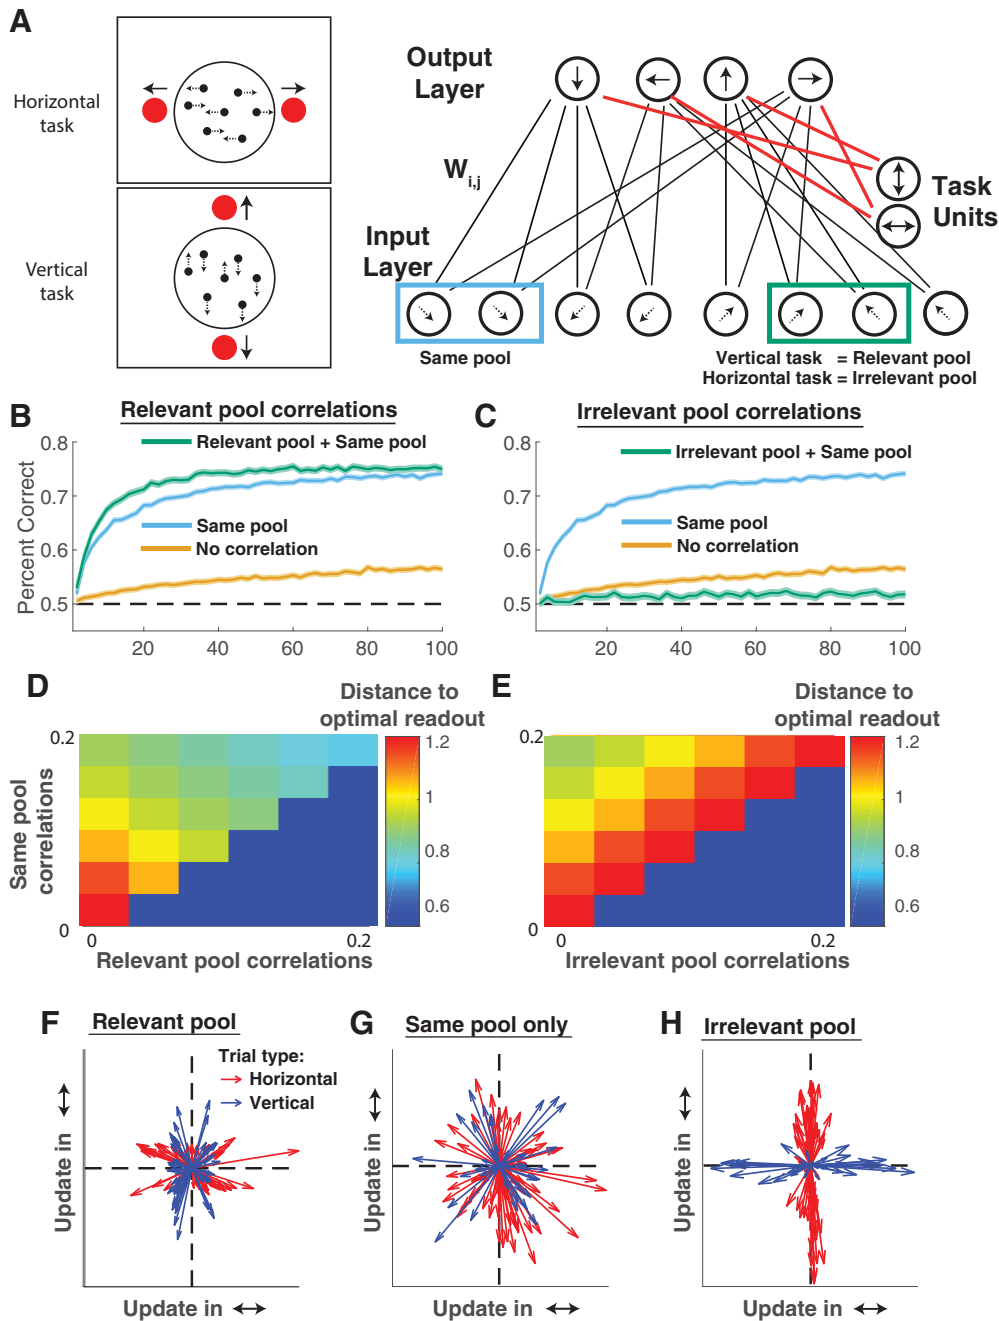 A
Horizontal
task
Vertical
task
Output
Layer
Wi,j
Input
Layer
Task
Units
Same pool
Vertical task = Relevant pool
Horizontal task = Irrelevant pool
B
Relevant pool correlations
Relevant pool + Same pool
Same pool
No correlation
Percent Correct
0.8
0.7
0.6
0.5
20
40
60
80
100
C
Irrelevant pool correlations
Irrelevant pool + Same pool
Same pool
No correlation
0.8
0.7
0.6
0.5
20
40
60
80
100
D
Distance to
optimal readout
0.2
0
Same pool
correlations
0
0.2
Relevant pool correlations
1.2
1
0.8
0.6
E
Distance to
optimal readout
0.2
0
0
0.2
Irrelevant pool correlations
1.2
1
0.8
0.6
F
Relevant pool
Trial type:
Horizontal
Vertical
Update in
Update in
G
Same pool only
Update in
Update in
H
Irrelevant pool
Update in
Update in